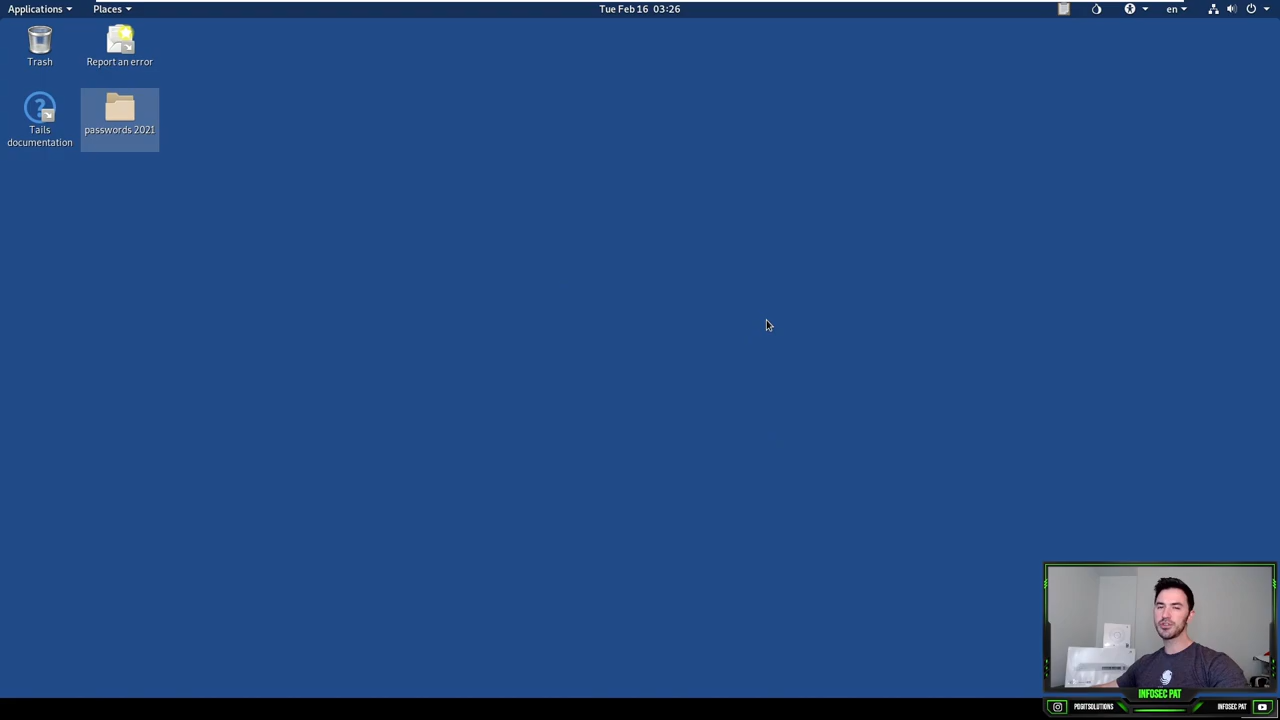 Applications
Places
Tue Feb 16 03:26
en
Trash
Report an error
Tails
documentation
passwords 2021
INFOSEC PAT
PDGITSOLUTIONS
INFOSEC PAT